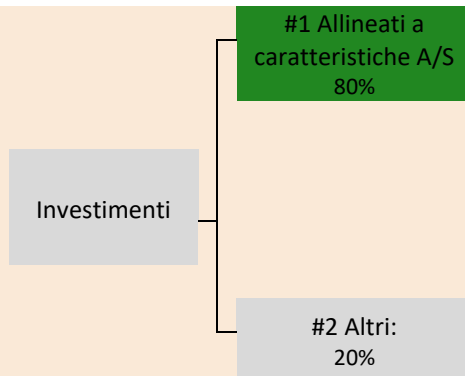 #1 Allineati a
caratteristiche A/S
80%
Investimenti
#2 Altri:
20%